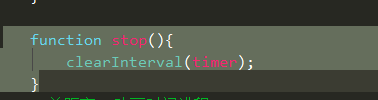 function stop(){
clearInterval(timer);
}